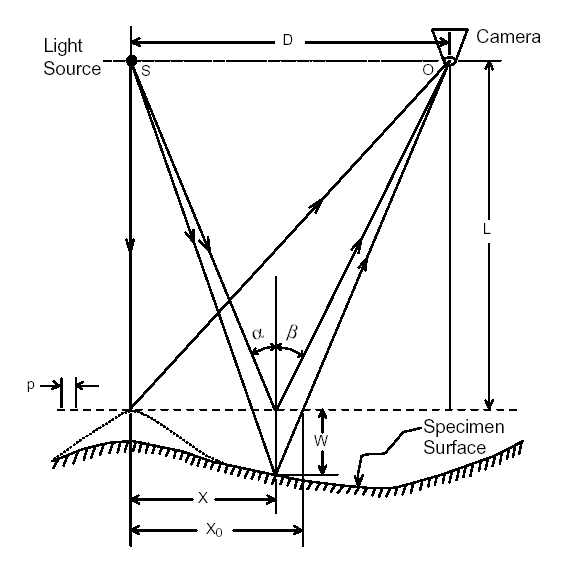 D
Camera
Light
Source
S
O
L
α
β
p
W
Specimen
Surface
X
X₀